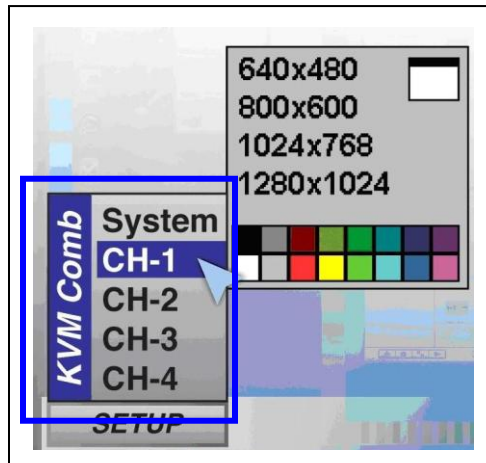 640x480
800x600
1024x768
1280x1024
KVM Comb
System
CH-1
CH-2
CH-3
CH-4
SETUP